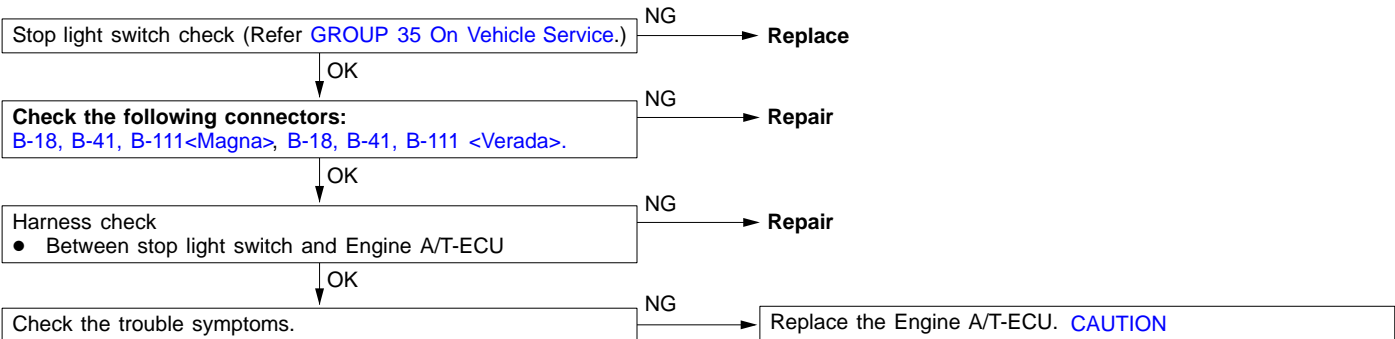 Stop light switch check (Refer GROUP 35 On Vehicle Service.)
NG
Replace
OK
Check the following connectors:
B-18, B-41, B-111<Magna>, B-18, B-41, B-111 <Verada>.
NG
Repair
OK
Harness check
● Between stop light switch and Engine A/T-ECU
NG
Repair
OK
Check the trouble symptoms.
NG
Replace the Engine A/T-ECU. CAUTION